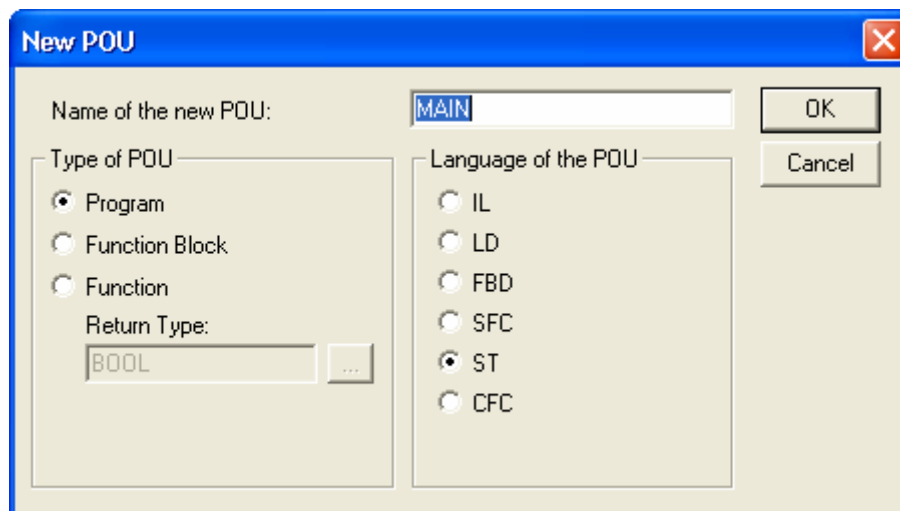 New POU
Name of the new POU:
MAIN
OK
Cancel
Type of POU
Program
Function Block
Function
Return Type:
BOOL
...
Language of the POU
IL
LD
FBD
SFC
ST
CFC